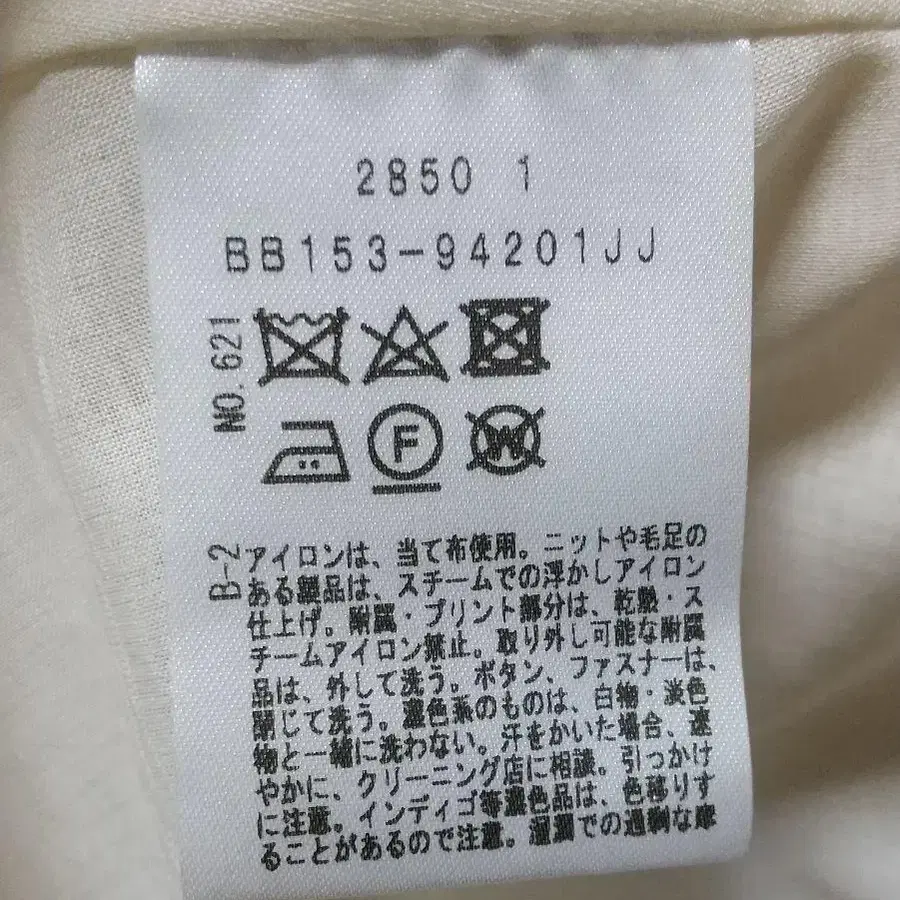 2850 1
BB153-94201JJ
NO.621
F
W
B-2
アイロンは、当て布使用。ニットや毛足の
ある製品は、スチームでの浮かしアイロン
仕上げ。附属・プリント部分は、乾熱・ス
チームアイロン禁止。取り外し可能な附属
品は、外して洗う。ボタン、ファスナーは、
閉じて洗う。濃色系のものは、白物・淡色
物と一緒に洗わない。汗をかいた場合、速
やかに、クリーニング店に相談。引っかけ
に注意。インディゴ等濃色品は、色移りす
ることがあるので注意。湿潤での過剰な摩